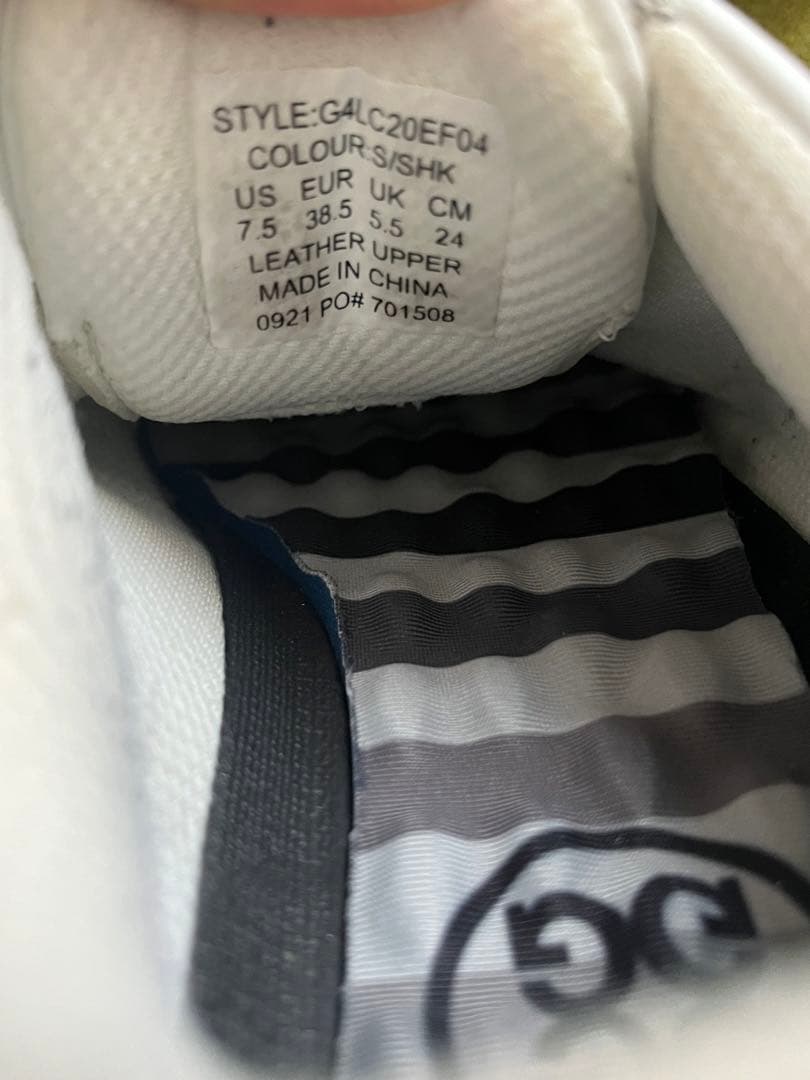 STYLE:G4LC20EF04
COLOUR:S/SHK
US EUR UK CM
7.5 38.5 5.5 24
LEATHER UPPER
MADE IN CHINA
0921 PO# 701508